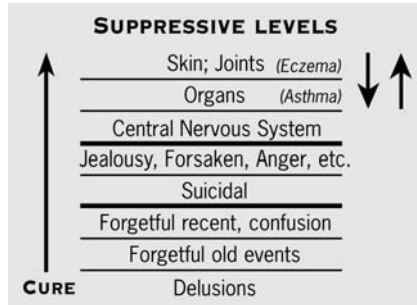 SUPPRESSIVE LEVELS
Skin; Joints (Eczema)
Organs (Asthma)
Central Nervous System
Jealousy, Forsaken, Anger, etc.
Suicidal
Forgetful recent, confusion
Forgetful old events
CURE Delusions